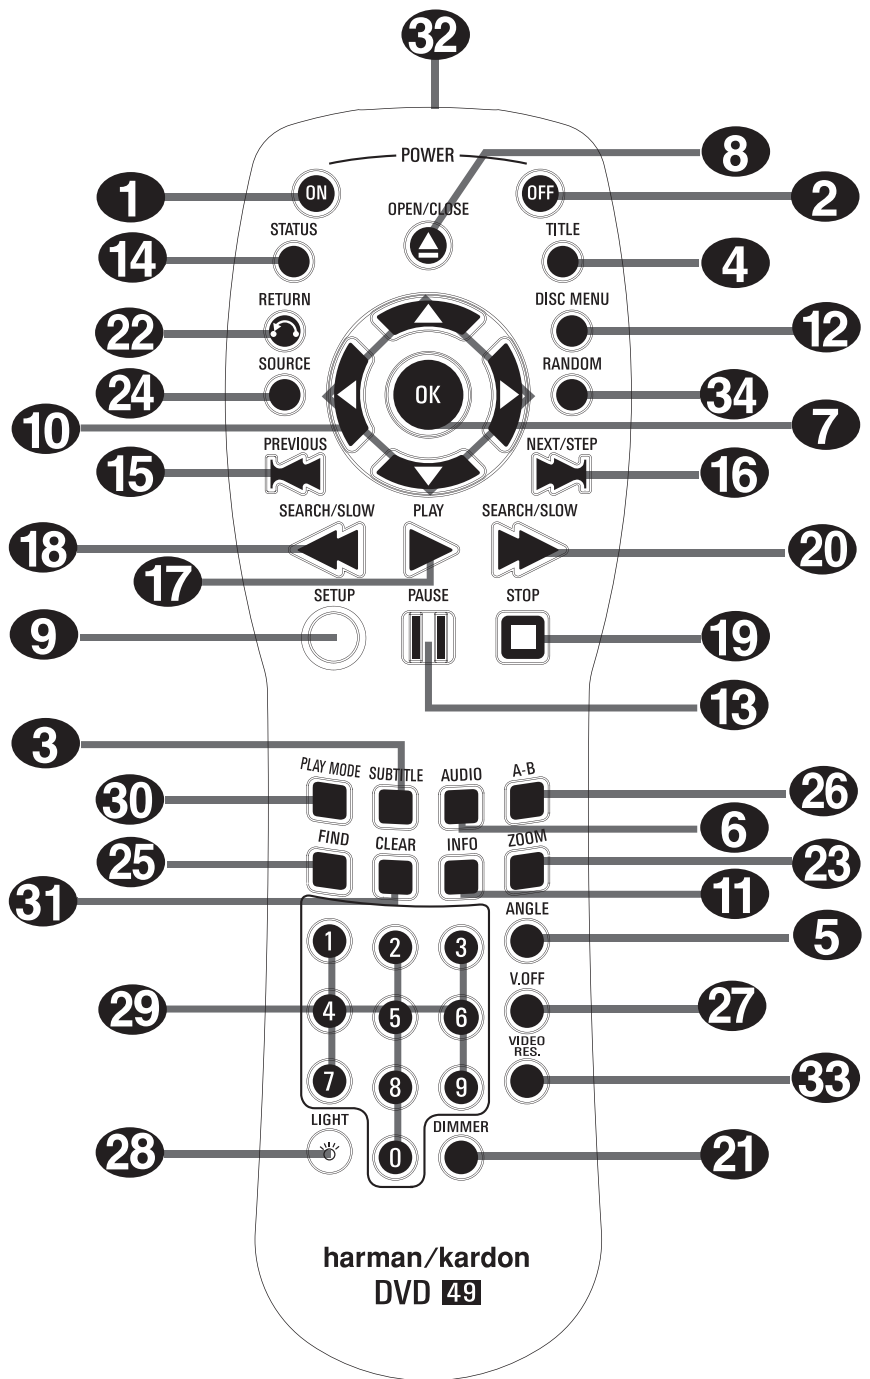 32
POWER
8
1
ON
OFF
2
OPEN/CLOSE
STATUS
TITLE
14
4
RETURN
DISC MENU
22
12
SOURCE
RANDOM
24
OK
34
10
7
PREVIOUS
NEXT/STEP
15
16
SEARCH/SLOW
PLAY
SEARCH/SLOW
18
20
17
SETUP
PAUSE
STOP
9
19
13
3
PLAY MODE
SUBTITLE
AUDIO
A-B
30
26
6
FIND
CLEAR
INFO
ZOOM
25
23
31
11
ANGLE
1
2
3
5
V.OFF
29
4
5
6
27
VIDEO
RES.
7
8
9
33
LIGHT
DIMMER
28
0
21
harman/kardon
DVD 49